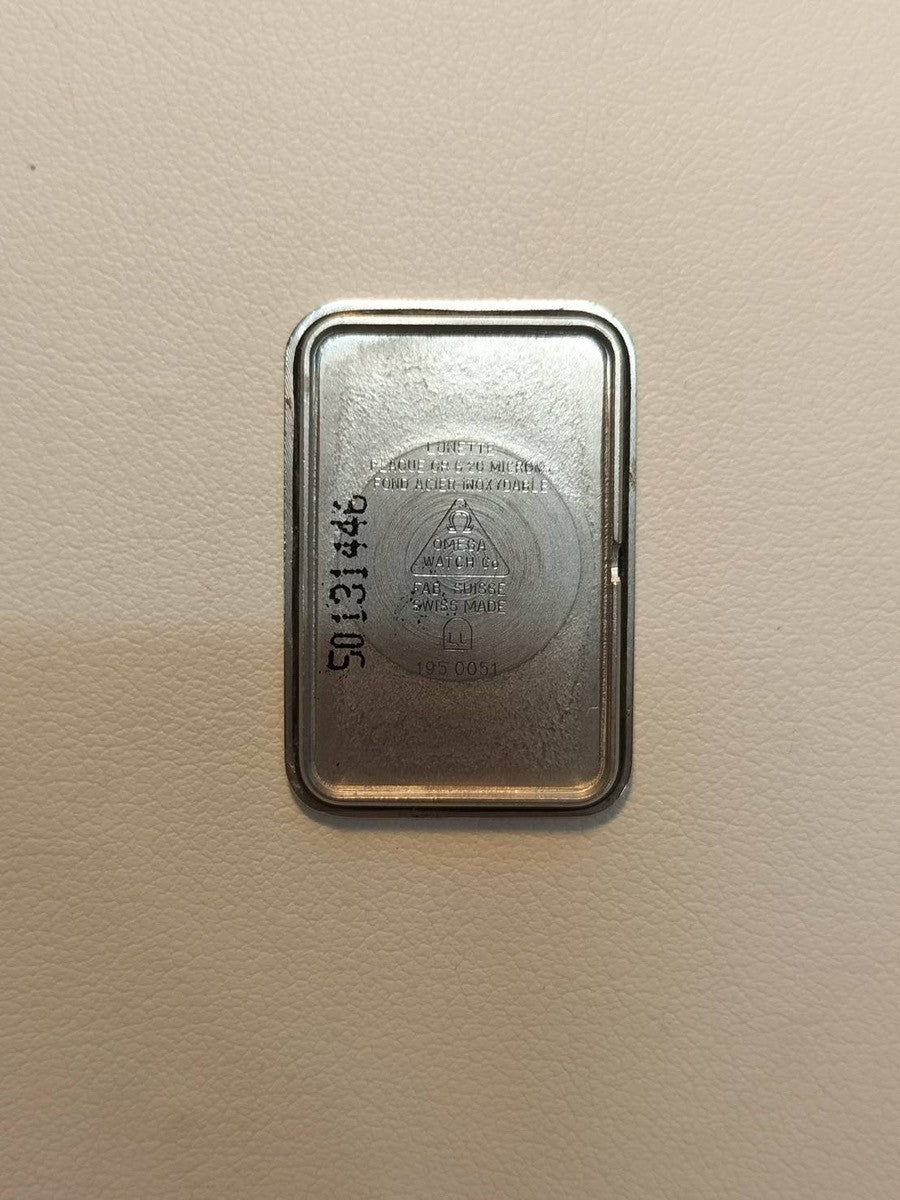 LUNETTE
PLAQUE OR G 20 MICRONS
FOND ACIER INOXYDABLE
Ω
OMEGA
WATCH Co
FAB. SUISSE
SWISS MADE
LL
195 0051
50131446